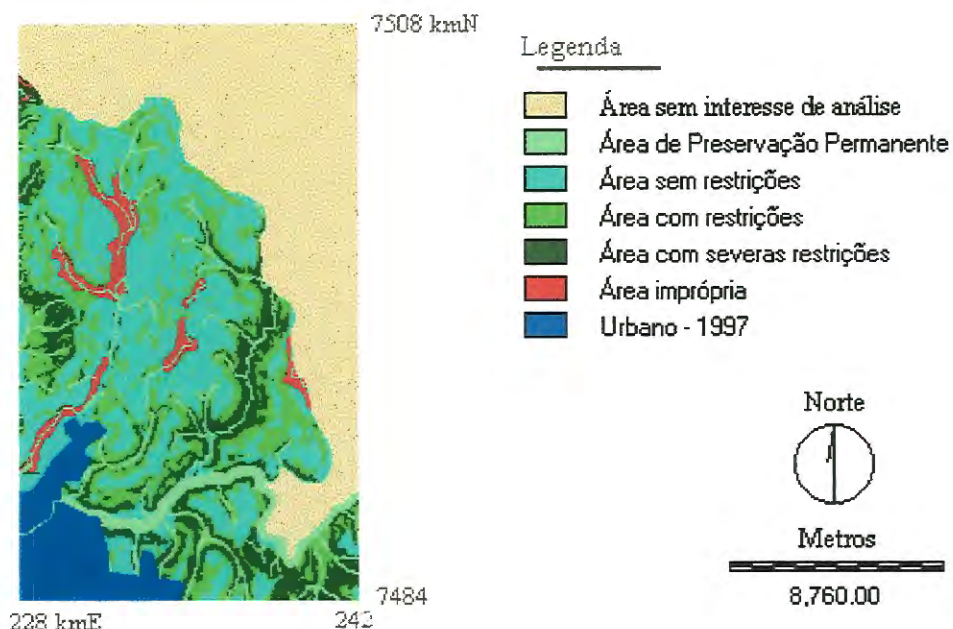 7508 kmN
Legenda
Área sem interesse de análise
Área de Preservação Permanente
Área sem restrições
Área com restrições
Área com severas restrições
Área imprópria
Urbano - 1997
Norte
Metros
8,760.00
7484
228 kmE
242